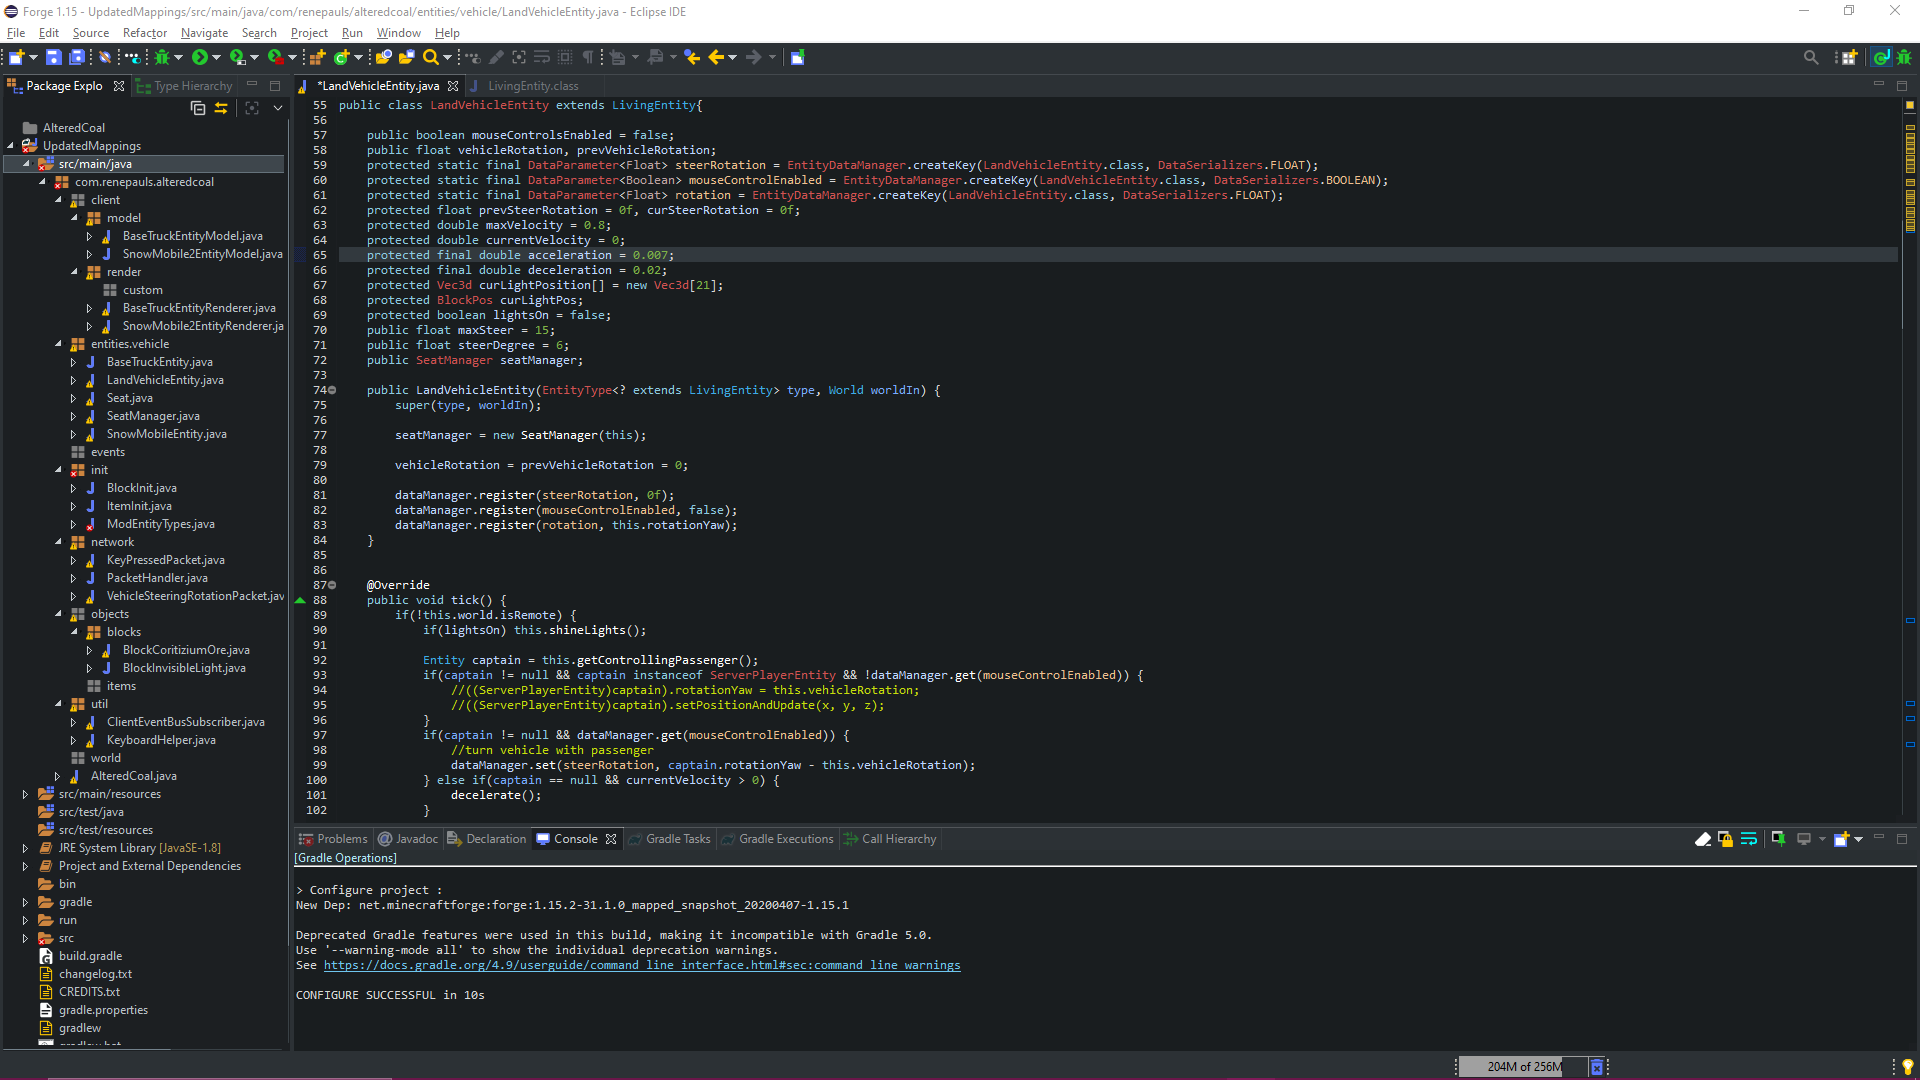 Forge 1.15 - UpdatedMappings/src/main/java/com/renepauls/alteredcoal/entities/vehicle/LandVehicleEntity.java - Eclipse IDE
File Edit Source Refactor Navigate Search Project Run Window Help
Package Explo
Type Hierarchy
AlteredCoal
UpdatedMappings
src/main/java
com.renepauls.alteredcoal
client
model
BaseTruckEntityModel.java
SnowMobile2EntityModel.java
render
custom
BaseTruckEntityRenderer.java
SnowMobile2EntityRenderer.ja
entities.vehicle
BaseTruckEntity.java
LandVehicleEntity.java
Seat.java
SeatManager.java
SnowMobileEntity.java
events
init
BlockInit.java
ItemInit.java
ModEntityTypes.java
network
KeyPressedPacket.java
PacketHandler.java
VehicleSteeringRotationPacket.jav
objects
blocks
BlockCoritiziumOre.java
BlockInvisibleLight.java
items
util
ClientEventBusSubscriber.java
KeyboardHelper.java
world
AlteredCoal.java
src/main/resources
src/test/java
src/test/resources
JRE System Library [JavaSE-1.8]
Project and External Dependencies
bin
gradle
run
src
build.gradle
changelog.txt
CREDITS.txt
gradle.properties
gradlew
gradlew.bat
*LandVehicleEntity.java
LivingEntity.class
55 public class LandVehicleEntity extends LivingEntity{
56
57 public boolean mouseControlsEnabled = false;
58 public float vehicleRotation, prevVehicleRotation;
59 protected static final DataParameter<Float> steerRotation = EntityDataManager.createKey(LandVehicleEntity.class, DataSerializers.FLOAT);
60 protected static final DataParameter<Boolean> mouseControlEnabled = EntityDataManager.createKey(LandVehicleEntity.class, DataSerializers.BOOLEAN);
61 protected static final DataParameter<Float> rotation = EntityDataManager.createKey(LandVehicleEntity.class, DataSerializers.FLOAT);
62 protected float prevSteerRotation = 0f, curSteerRotation = 0f;
63 protected double maxVelocity = 0.8;
64 protected double currentVelocity = 0;
65 protected final double acceleration = 0.007;
66 protected final double deceleration = 0.02;
67 protected Vec3d curLightPosition[] = new Vec3d[21];
68 protected BlockPos curLightPos;
69 protected boolean lightsOn = false;
70 public float maxSteer = 15;
71 public float steerDegree = 6;
72 public SeatManager seatManager;
73
74 public LandVehicleEntity(EntityType<? extends LivingEntity> type, World worldIn) {
75 super(type, worldIn);
76
77 seatManager = new SeatManager(this);
78
79 vehicleRotation = prevVehicleRotation = 0;
80
81 dataManager.register(steerRotation, 0f);
82 dataManager.register(mouseControlEnabled, false);
83 dataManager.register(rotation, this.rotationYaw);
84 }
85
86
87 @Override
88 public void tick() {
89 if(!this.world.isRemote) {
90 if(lightsOn) this.shineLights();
91
92 Entity captain = this.getControllingPassenger();
93 if(captain != null && captain instanceof ServerPlayerEntity && !dataManager.get(mouseControlEnabled)) {
94 //((ServerPlayerEntity)captain).rotationYaw = this.vehicleRotation;
95 //((ServerPlayerEntity)captain).setPositionAndUpdate(x, y, z);
96 }
97 if(captain != null && dataManager.get(mouseControlEnabled)) {
98 //turn vehicle with passenger
99 dataManager.set(steerRotation, captain.rotationYaw - this.vehicleRotation);
100 } else if(captain == null && currentVelocity > 0) {
101 decelerate();
102 }
Problems Javadoc Declaration Console Gradle Tasks Gradle Executions Call Hierarchy
[Gradle Operations]
> Configure project :
New Dep: net.minecraftforge:forge:1.15.2-31.1.0_mapped_snapshot_20200407-1.15.1
Deprecated Gradle features were used in this build, making it incompatible with Gradle 5.0.
Use '--warning-mode all' to show the individual deprecation warnings.
See https://docs.gradle.org/4.9/userguide/command_line_interface.html#sec:command_line_warnings
CONFIGURE SUCCESSFUL in 10s
204M of 256M